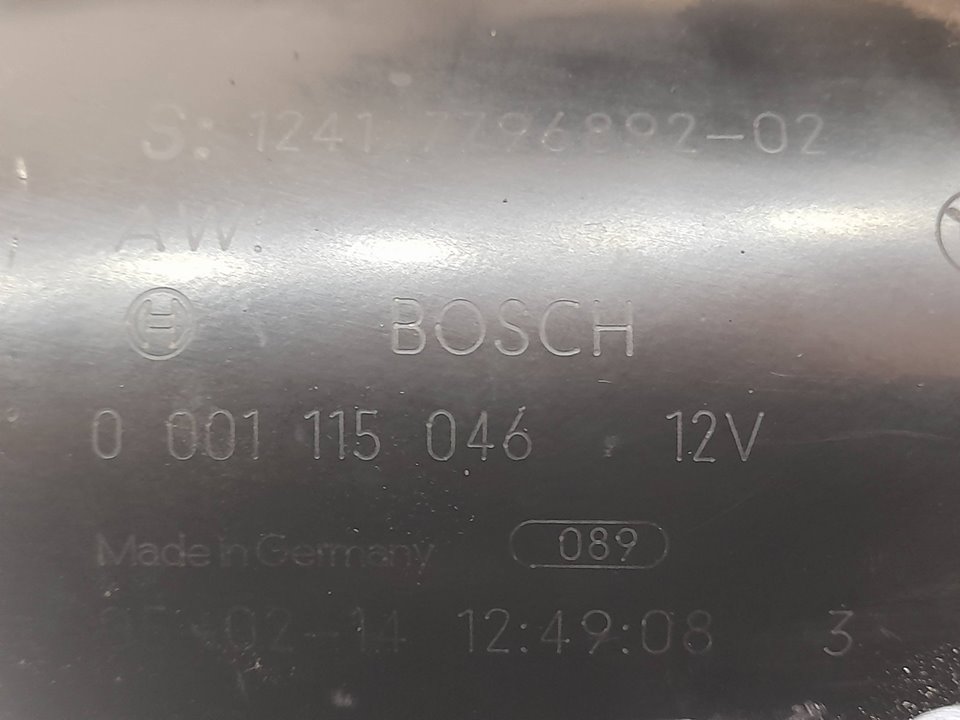 S: 1241 7796892-02
AW
BOSCH
0 001 115 046 12V
Made in Germany 089
12:49:08 3